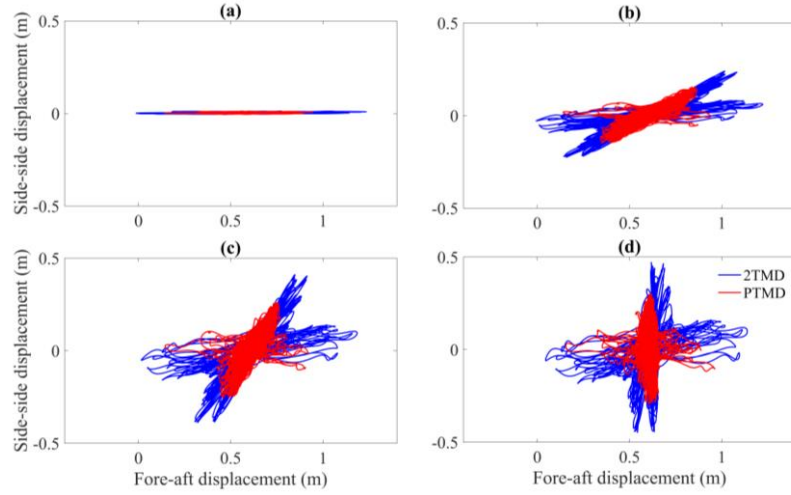 (a)
(b)
0.5
0
-0.5
0 0.5 1
Side-side displacement (m)
0.5
0
-0.5
0 0.5 1
(c)
(d)
0.5
0
-0.5
0 0.5 1
Side-side displacement (m)
Fore-aft displacement (m)
0.5
0
-0.5
0 0.5 1
Fore-aft displacement (m)
2TMD
PTMD